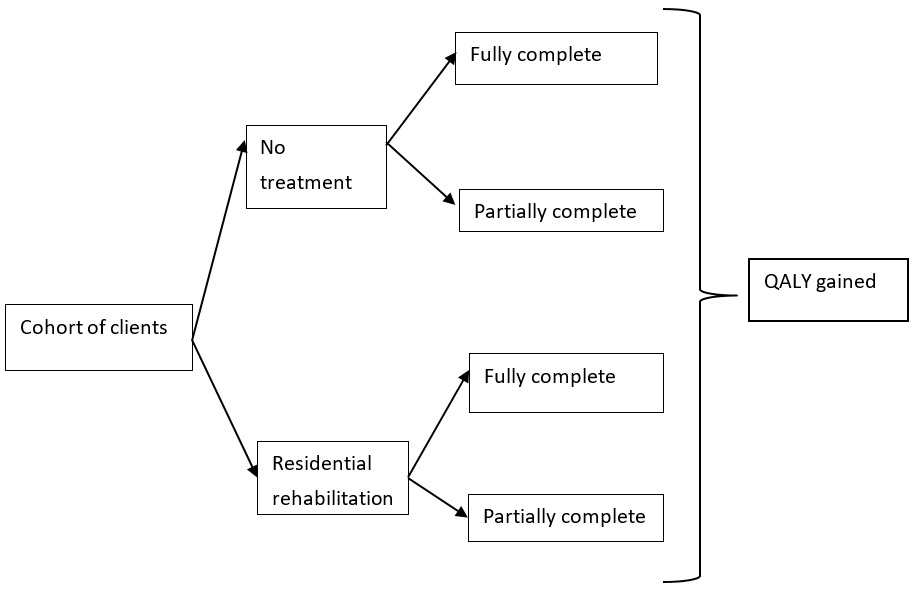 Fully complete
No
treatment
Partially complete
QALY gained
Cohort of clients
Fully complete
Residential
rehabilitation
Partially complete